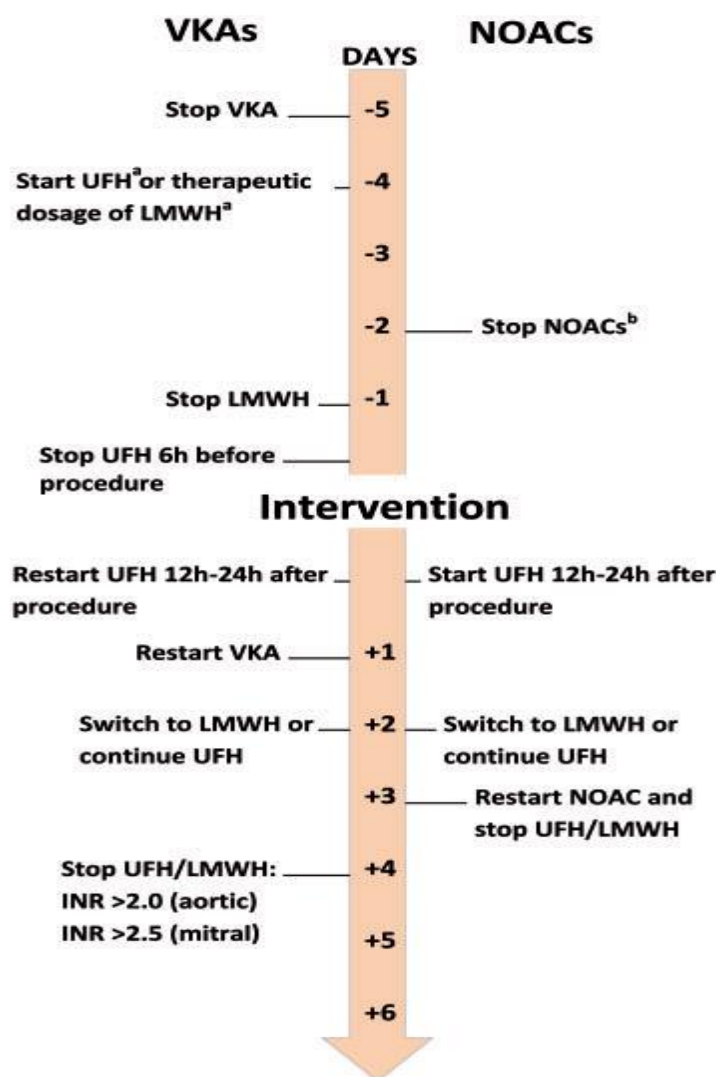 VKAs
NOACs
DAYS
Stop VKA
-5
Start UFHᵃor therapeutic
dosage of LMWHᵃ
-4
-3
-2
Stop NOACsᵇ
Stop LMWH
-1
Stop UFH 6h before
procedure
Intervention
Restart UFH 12h-24h after
procedure
Start UFH 12h-24h after
procedure
Restart VKA
+1
Switch to LMWH or
continue UFH
+2
Switch to LMWH or
continue UFH
+3
Restart NOAC and
stop UFH/LMWH
Stop UFH/LMWH:
INR >2.0 (aortic)
INR >2.5 (mitral)
+4
+5
+6